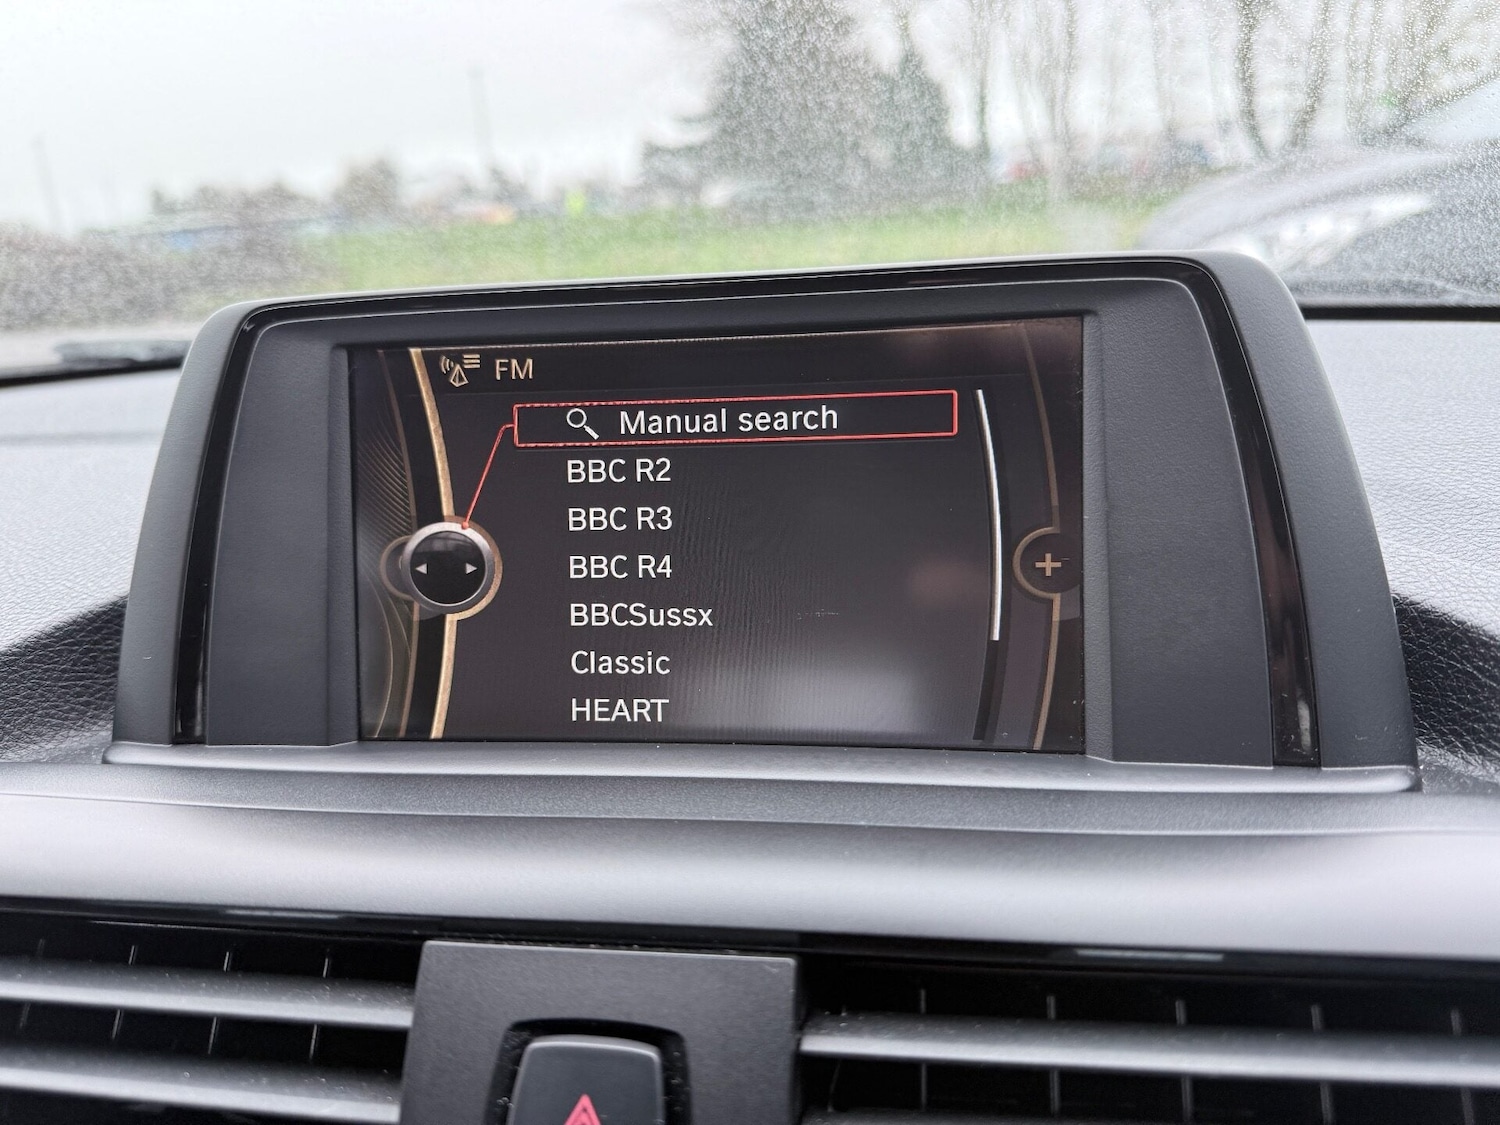 FM
Manual search
BBC R2
BBC R3
BBC R4
BBCSussx
Classic
HEART